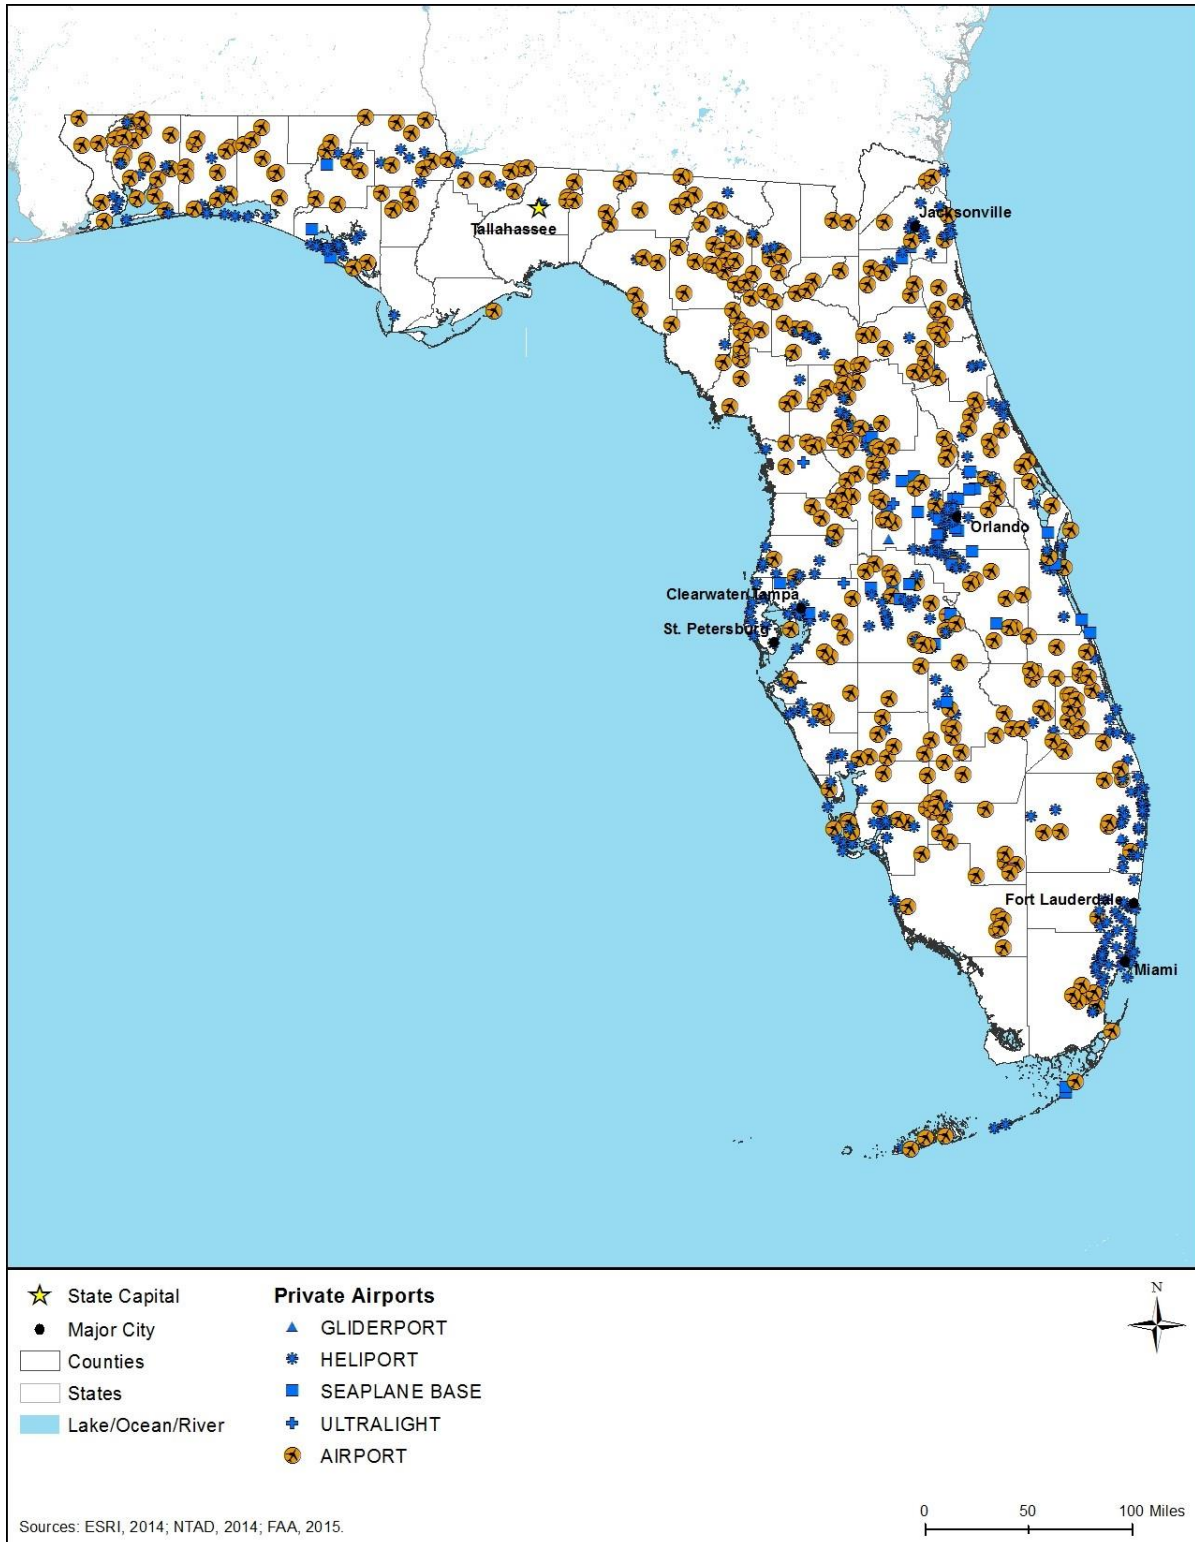 Jacksonville
Tallahassee
Orlando
Clearwater
Tampa
St. Petersburg
Fort Lauderdale
Miami
State Capital
Major City
Counties
States
Lake/Ocean/River
Private Airports
GLIDERPORT
HELIPORT
SEAPLANE BASE
ULTRALIGHT
AIRPORT
N
0 50 100 Miles
Sources: ESRI, 2014; NTAD, 2014; FAA, 2015.